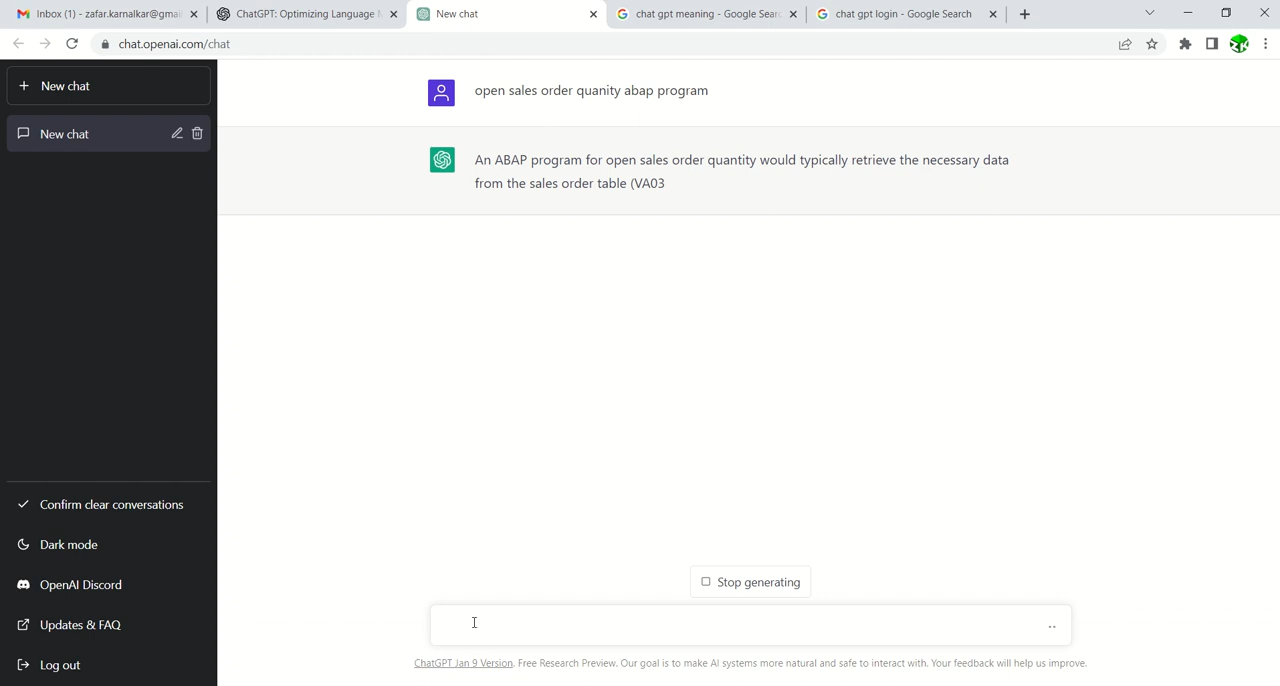 Inbox (1) - zafar.karnalkar@gmai
ChatGPT: Optimizing Language
New chat
chat gpt meaning - Google Sear
chat gpt login - Google Search
chat.openai.com/chat
New chat
New chat
open sales order quanity abap program
An ABAP program for open sales order quantity would typically retrieve the necessary data
from the sales order table (VA03
Confirm clear conversations
Dark mode
OpenAI Discord
Updates & FAQ
Log out
Stop generating
ChatGPT Jan 9 Version. Free Research Preview. Our goal is to make AI systems more natural and safe to interact with. Your feedback will help us improve.